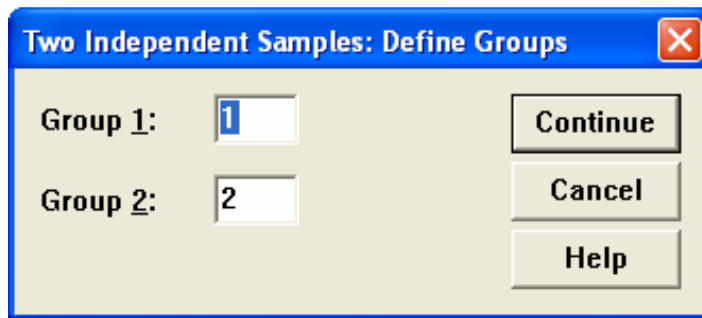 Two Independent Samples: Define Groups
Group 1: 1
Continue
Group 2: 2
Cancel
Help